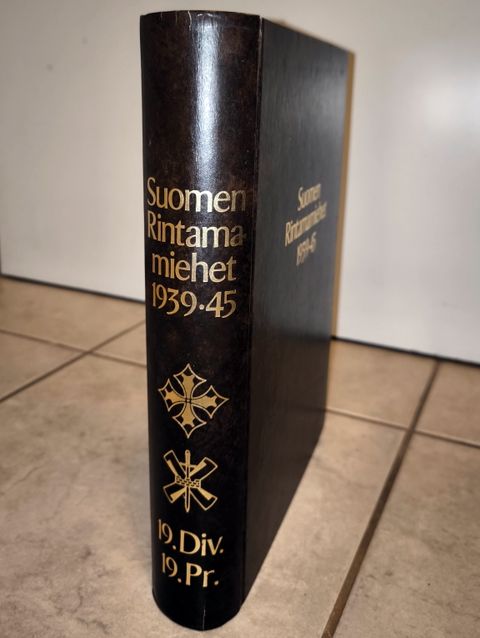 Suomen
Rintama-
miehet
1939·45
19.Div.
19.Pr.
Suomen
Rintamamiehet
1939-45